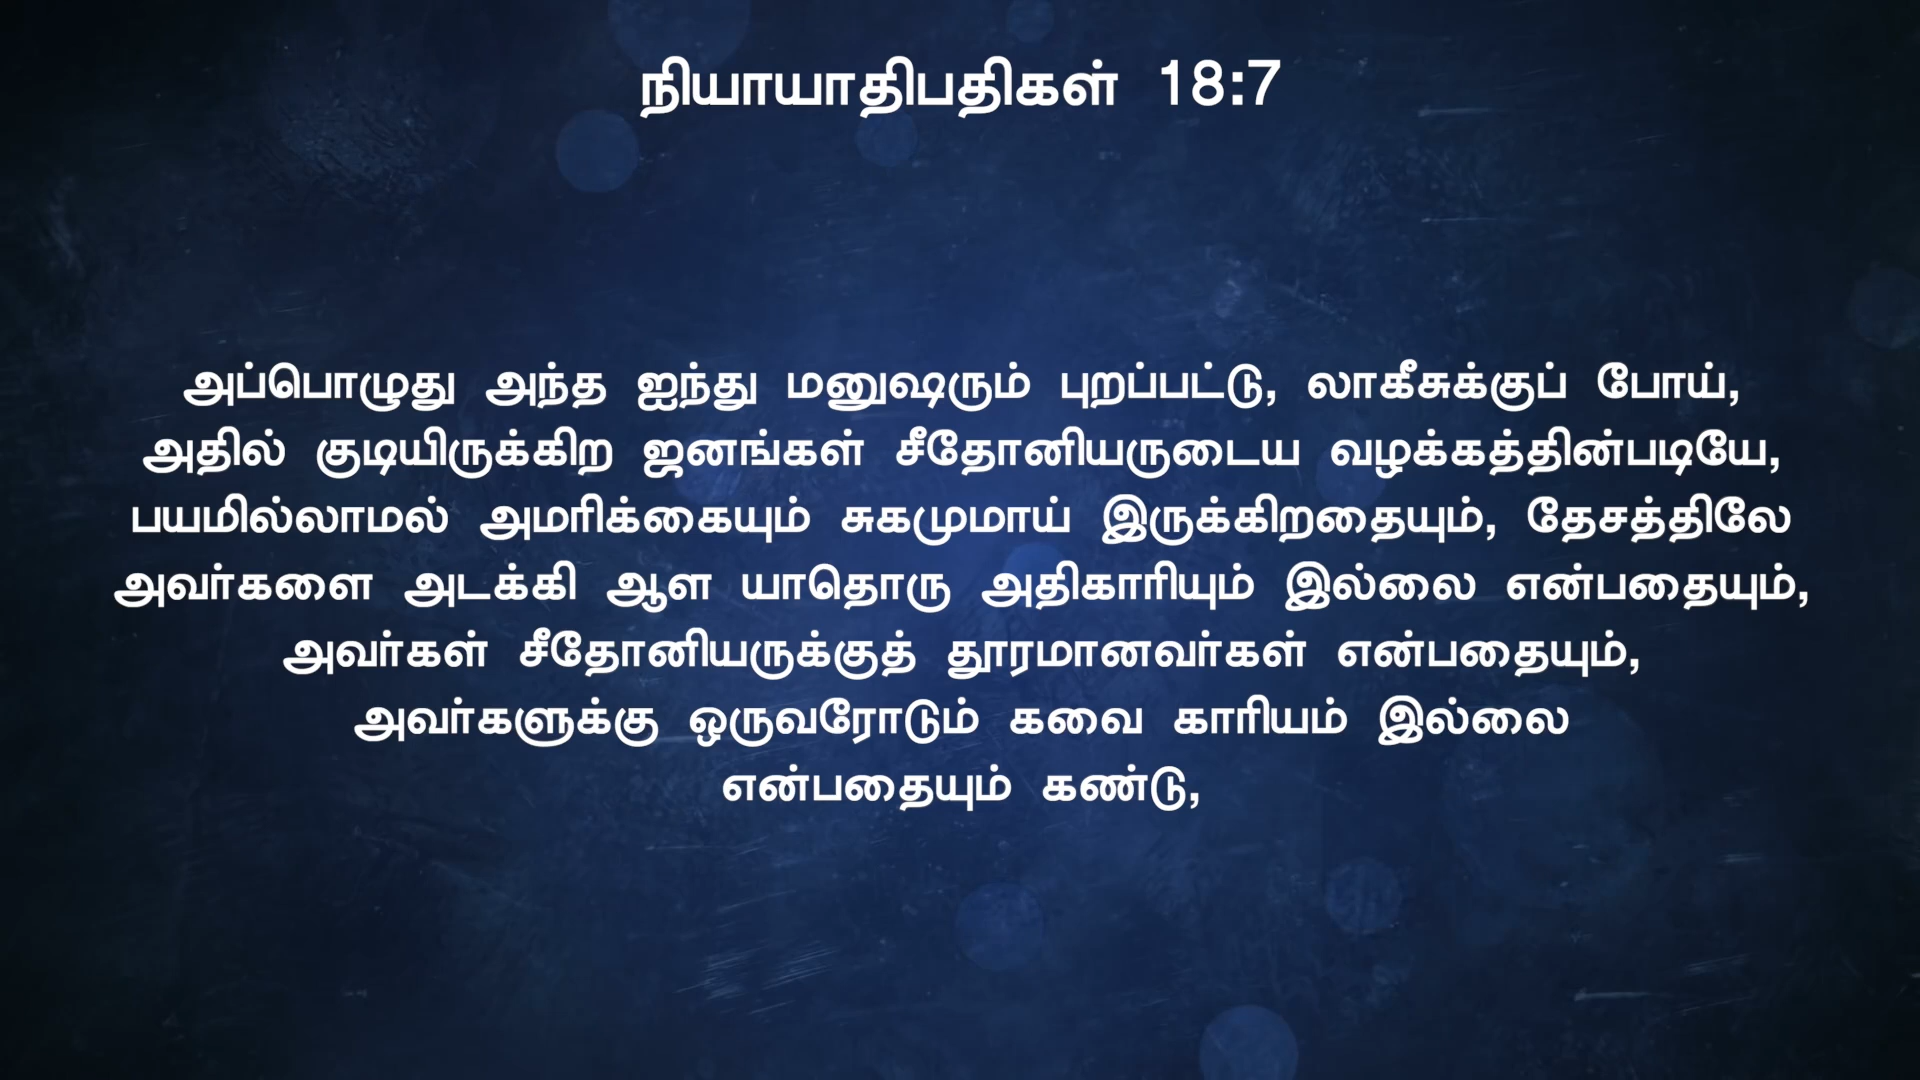 நியாயாதிபதிகள் 18:7
அப்பொழுது அந்த ஐந்து மனுஷரும் புறப்பட்டு, லாகீசுக்குப் போய்,
அதில் குடியிருக்கிற ஜனங்கள் சீதோனியருடைய வழக்கத்தின்படியே,
பயமில்லாமல் அமரிக்கையும் சுகமுமாய் இருக்கிறதையும், தேசத்திலே
அவர்களை அடக்கி ஆள யாதொரு அதிகாரியும் இல்லை என்பதையும்,
அவர்கள் சீதோனியருக்குத் தூரமானவர்கள் என்பதையும்,
அவர்களுக்கு ஒருவரோடும் கவை காரியம் இல்லை
என்பதையும் கண்டு,